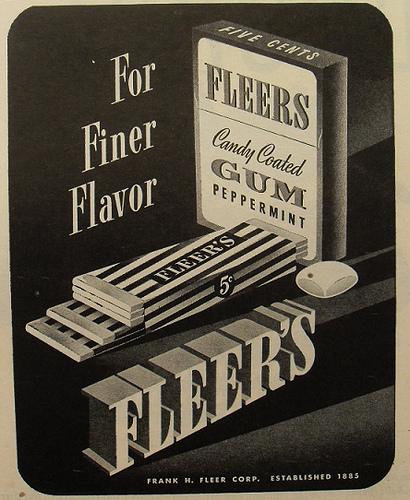 For
Finer
Flavor
FIVE CENTS
FLEERS
Candy Coated
GUM
PEPPERMINT
FLEER'S
5¢
FLEER'S
FRANK H. FLEER CORP. ESTABLISHED 1885